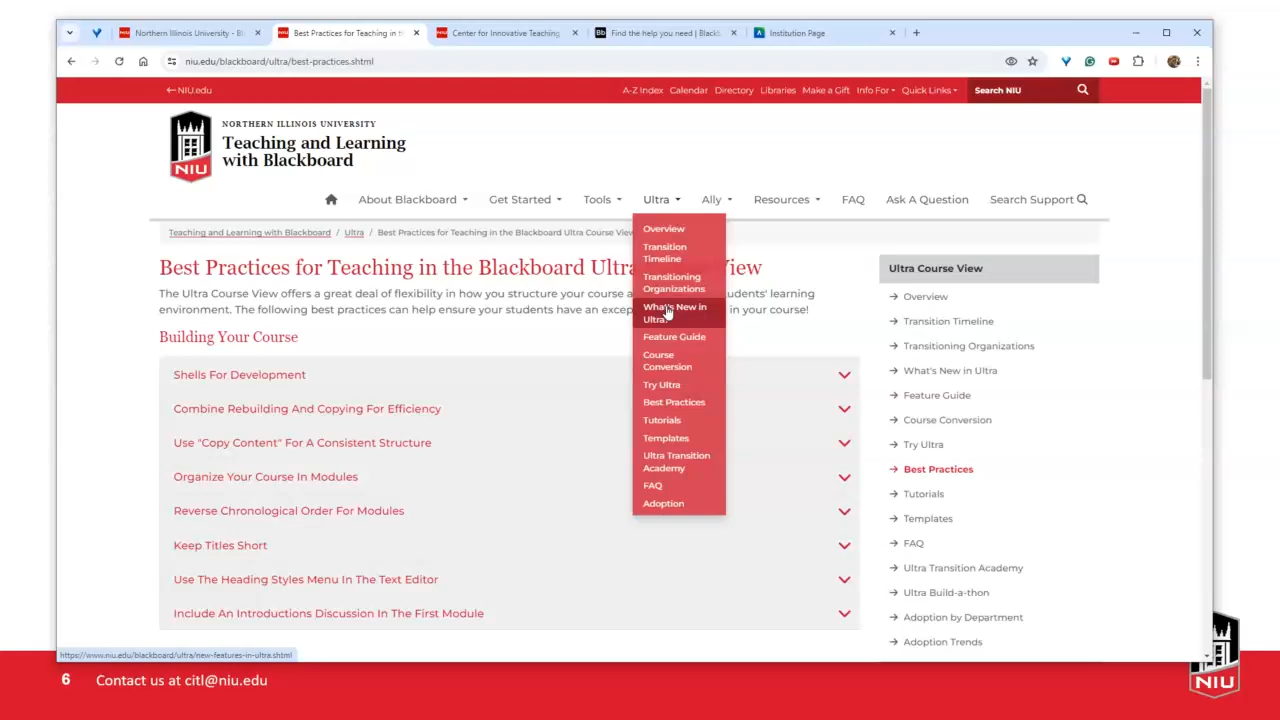 Northern Illinois University - Bl
Best Practices for Teaching in th
Center for Innovative Teaching
Bb Find the help you need | Blackb
Institution Page
niu.edu/blackboard/ultra/best-practices.shtml
← NIU.edu
A-Z Index Calendar Directory Libraries Make a Gift Info For Quick Links Search NIU
NORTHERN ILLINOIS UNIVERSITY
Teaching and Learning
with Blackboard
NIU
About Blackboard Get Started Tools Ultra Ally Resources FAQ Ask A Question Search Support
Teaching and Learning with Blackboard / Ultra / Best Practices for Teaching in the Blackboard Ultra Course View
Overview
Transition
Timeline
Transitioning
Organizations
What's New in
Ultra?
Feature Guide
Course
Conversion
Try Ultra
Best Practices
Tutorials
Templates
Ultra Transition
Academy
FAQ
Adoption
Best Practices for Teaching in the Blackboard Ultra View
The Ultra Course View offers a great deal of flexibility in how you structure your course a udents' learning
environment. The following best practices can help ensure your students have an excep in your course!
Building Your Course
Shells For Development
Combine Rebuilding And Copying For Efficiency
Use "Copy Content" For A Consistent Structure
Organize Your Course In Modules
Reverse Chronological Order For Modules
Keep Titles Short
Use The Heading Styles Menu In The Text Editor
Include An Introductions Discussion In The First Module
Ultra Course View
Overview
Transition Timeline
Transitioning Organizations
What's New in Ultra
Feature Guide
Course Conversion
Try Ultra
Best Practices
Tutorials
Templates
FAQ
Ultra Transition Academy
Ultra Build-a-thon
Adoption by Department
Adoption Trends
https://www.niu.edu/blackboard/ultra/new-features-in-ultra.shtml
6 Contact us at citl@niu.edu
NIU